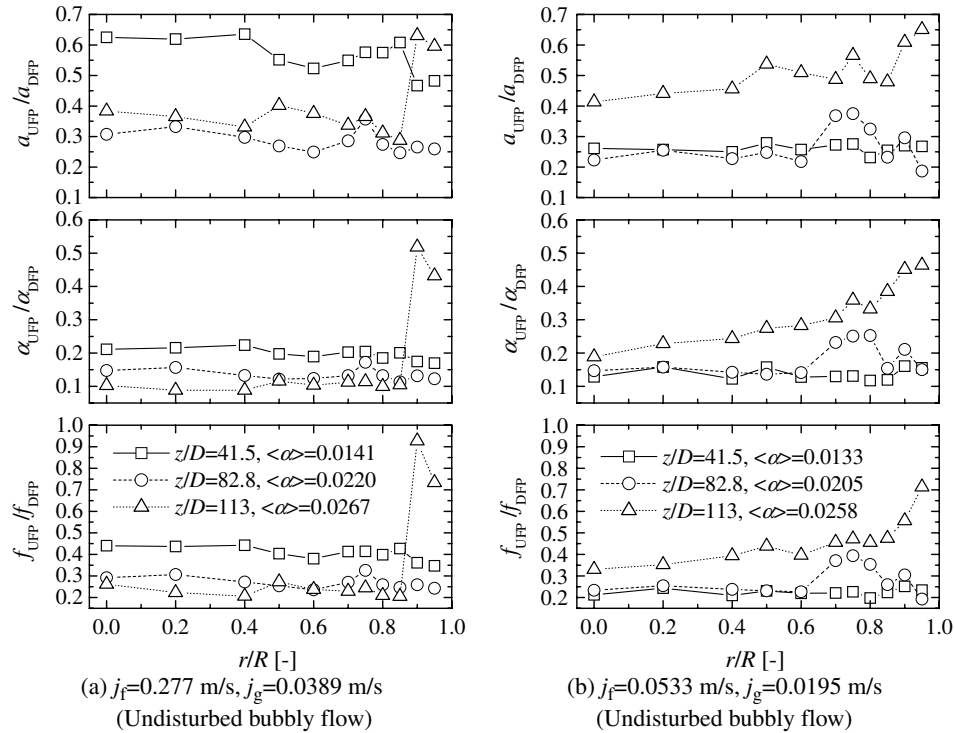 0.7
0.6
0.5
0.4
0.3
0.2
0.1
a_UFP/a_DFP
0.6
0.5
0.4
0.3
0.2
0.1
α_UFP/α_DFP
1.0
0.9
0.8
0.7
0.6
0.5
0.4
0.3
0.2
f_UFP/f_DFP
z/D=41.5, <α>=0.0141
z/D=82.8, <α>=0.0220
z/D=113, <α>=0.0267
0.0 0.2 0.4 0.6 0.8 1.0
r/R [-]
(a) j_f=0.277 m/s, j_g=0.0389 m/s
(Undisturbed bubbly flow)
0.7
0.6
0.5
0.4
0.3
0.2
0.1
a_UFP/a_DFP
0.6
0.5
0.4
0.3
0.2
0.1
α_UFP/α_DFP
1.0
0.9
0.8
0.7
0.6
0.5
0.4
0.3
0.2
f_UFP/f_DFP
z/D=41.5, <α>=0.0133
z/D=82.8, <α>=0.0205
z/D=113, <α>=0.0258
0.0 0.2 0.4 0.6 0.8 1.0
r/R [-]
(b) j_f=0.0533 m/s, j_g=0.0195 m/s
(Undisturbed bubbly flow)